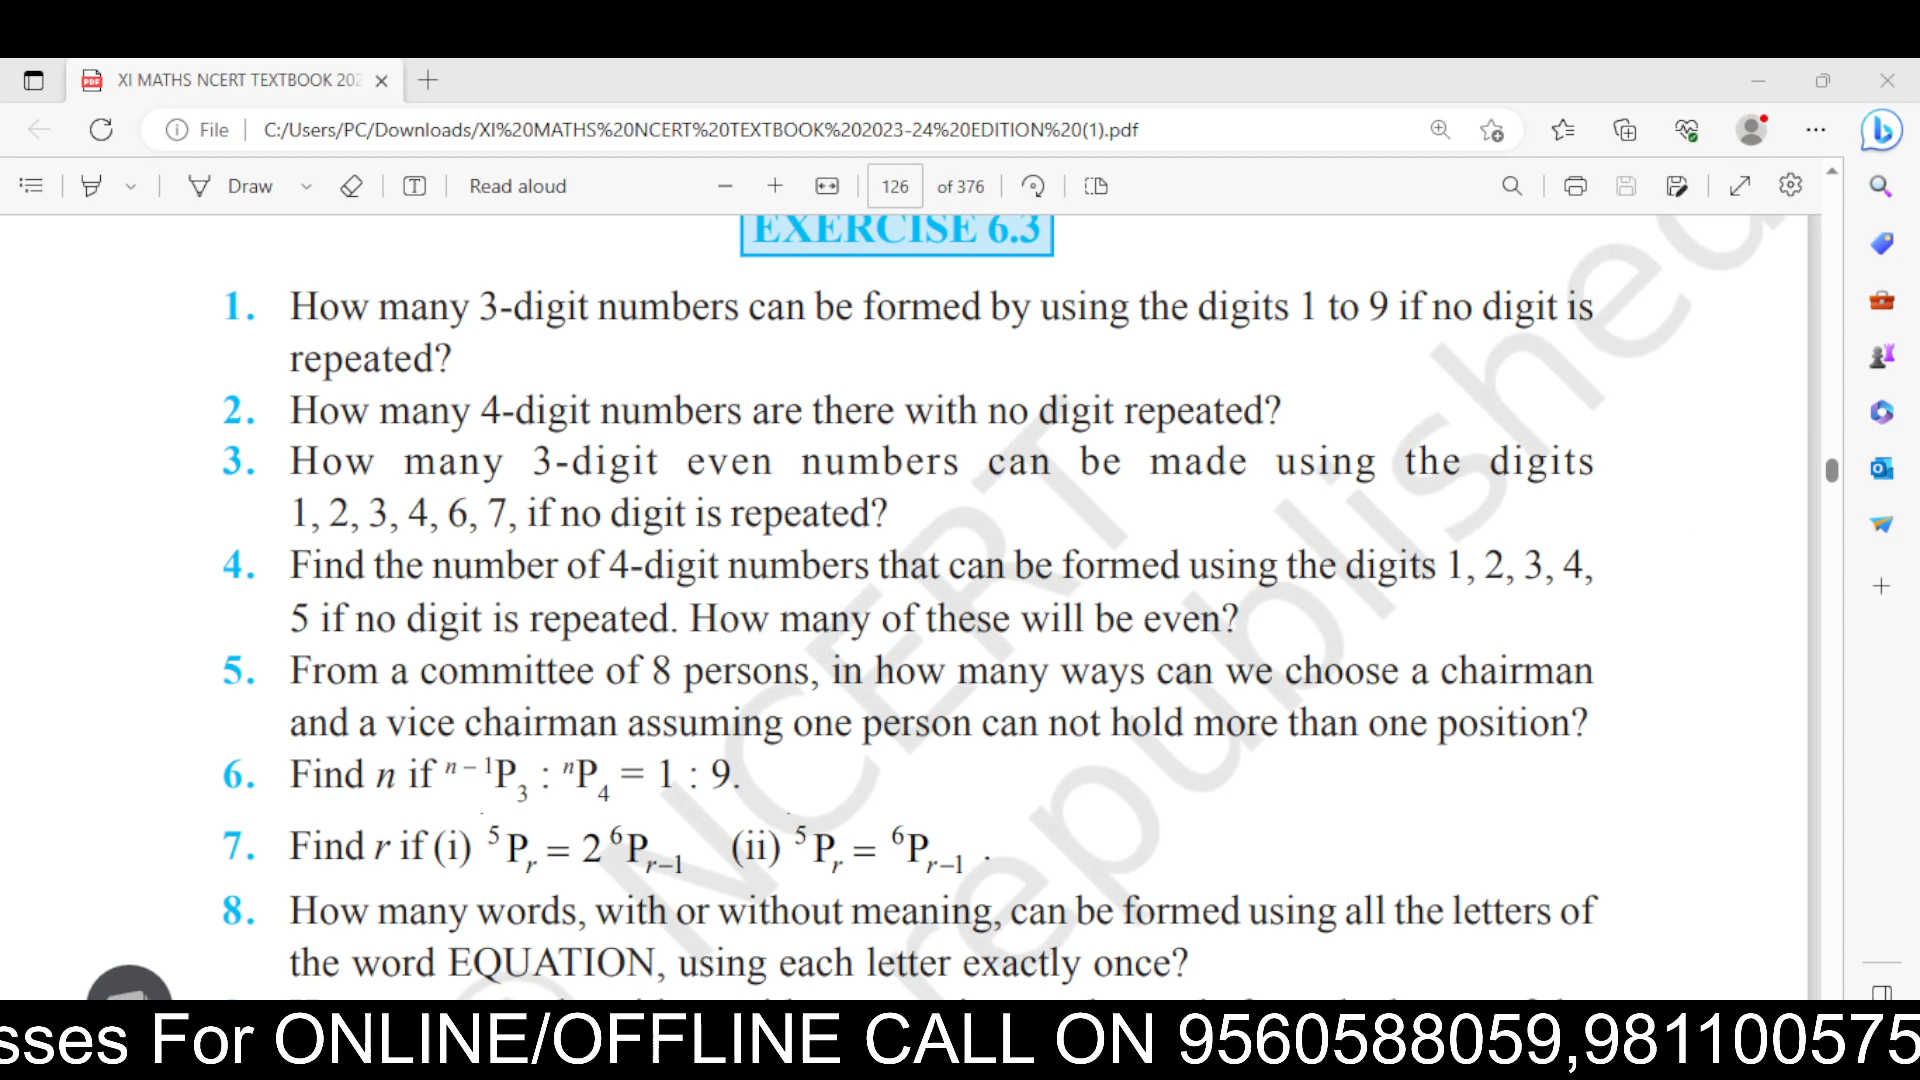 XI MATHS NCERT TEXTBOOK 202
File C:/Users/PC/Downloads/XI%20MATHS%20NCERT%20TEXTBOOK%202023-24%20EDITION%20(1).pdf
Draw Read aloud 126 of 376
EXERCISE 6.3
1. How many 3-digit numbers can be formed by using the digits 1 to 9 if no digit is
repeated?
2. How many 4-digit numbers are there with no digit repeated?
3. How many 3-digit even numbers can be made using the digits
1, 2, 3, 4, 6, 7, if no digit is repeated?
4. Find the number of 4-digit numbers that can be formed using the digits 1, 2, 3, 4,
5 if no digit is repeated. How many of these will be even?
5. From a committee of 8 persons, in how many ways can we choose a chairman
and a vice chairman assuming one person can not hold more than one position?
6. Find n if ⁿ⁻¹P₃ : ⁿP₄ = 1 : 9.
7. Find r if (i) ⁵Pᵣ = 2 ⁶Pᵣ₋₁ (ii) ⁵Pᵣ = ⁶Pᵣ₋₁ .
8. How many words, with or without meaning, can be formed using all the letters of
the word EQUATION, using each letter exactly once?
NCERT
republished
sses For ONLINE/OFFLINE CALL ON 9560588059,981100575